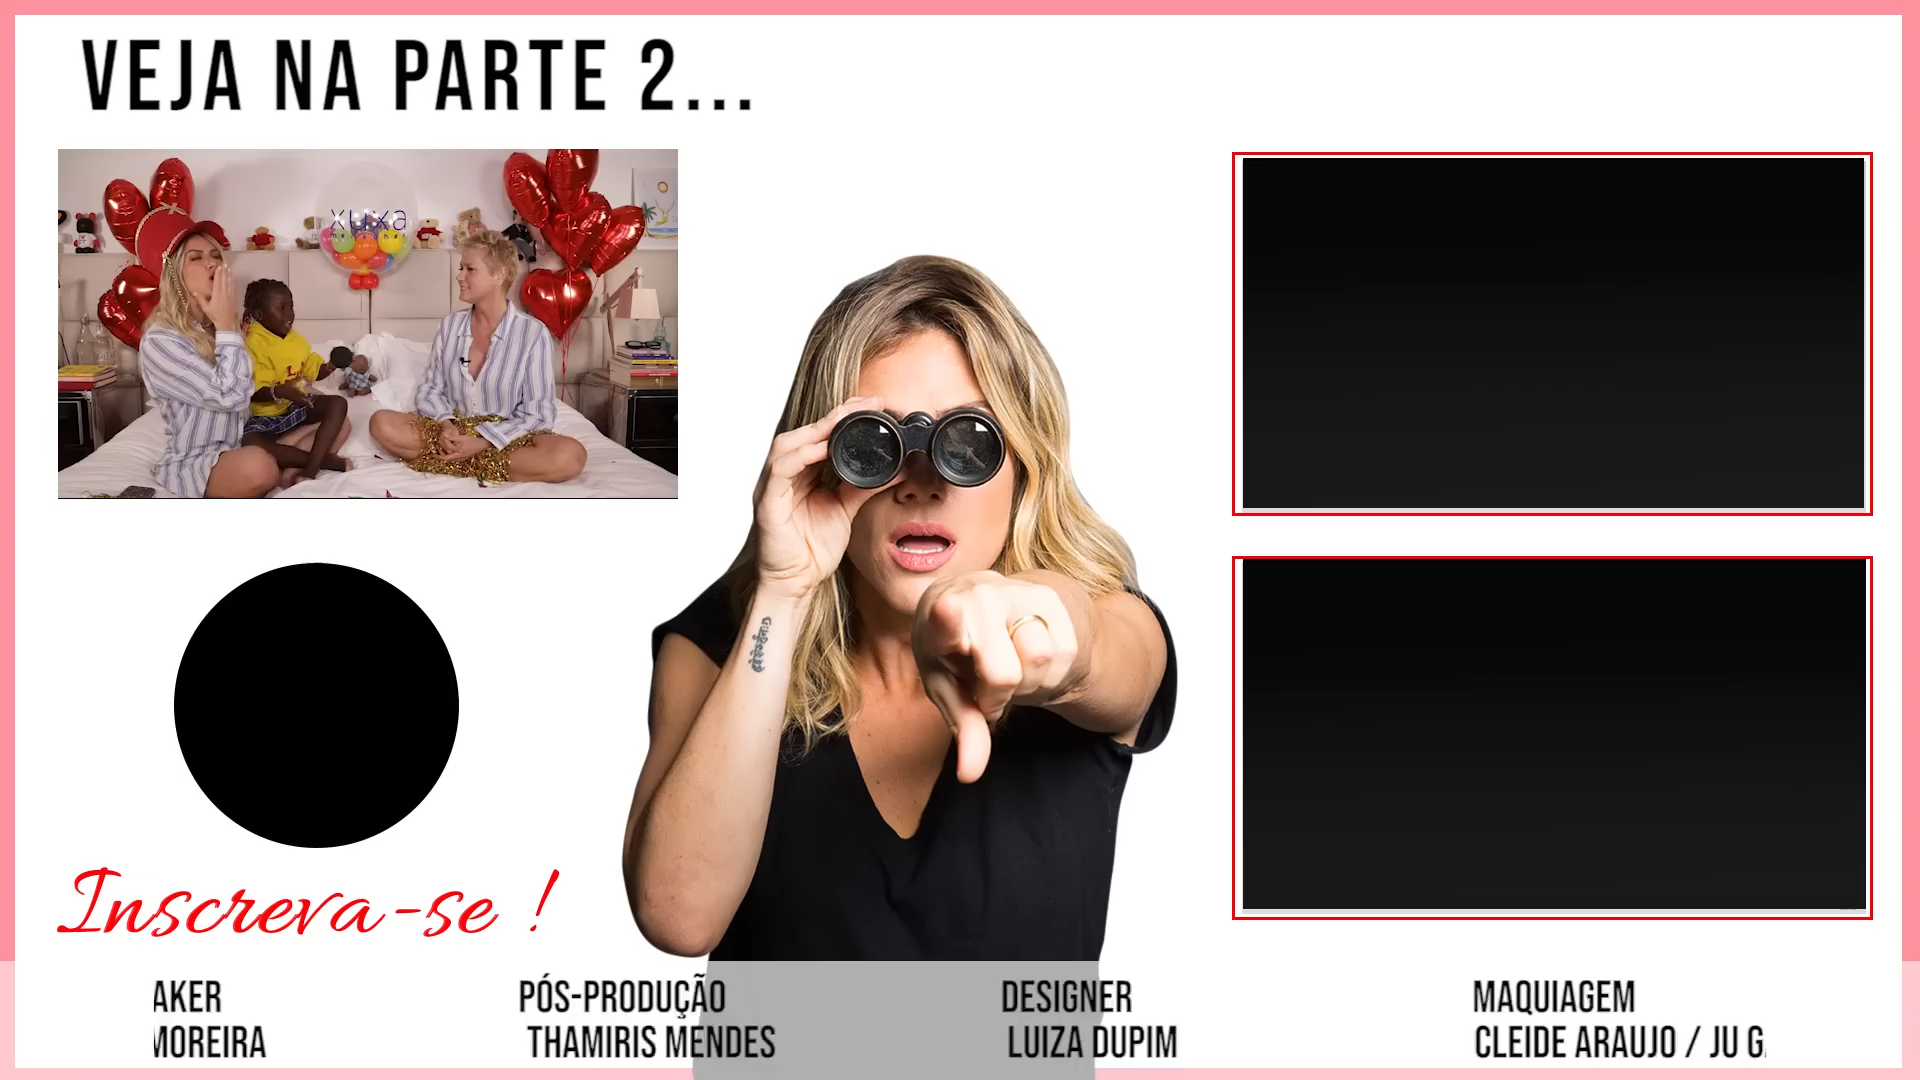 VEJA NA PARTE 2...
xuxa
Inscreva-se !
AKER
MOREIRA
PÓS-PRODUÇÃO
THAMIRIS MENDES
DESIGNER
LUIZA DUPIM
MAQUIAGEM
CLEIDE ARAUJO / JU G